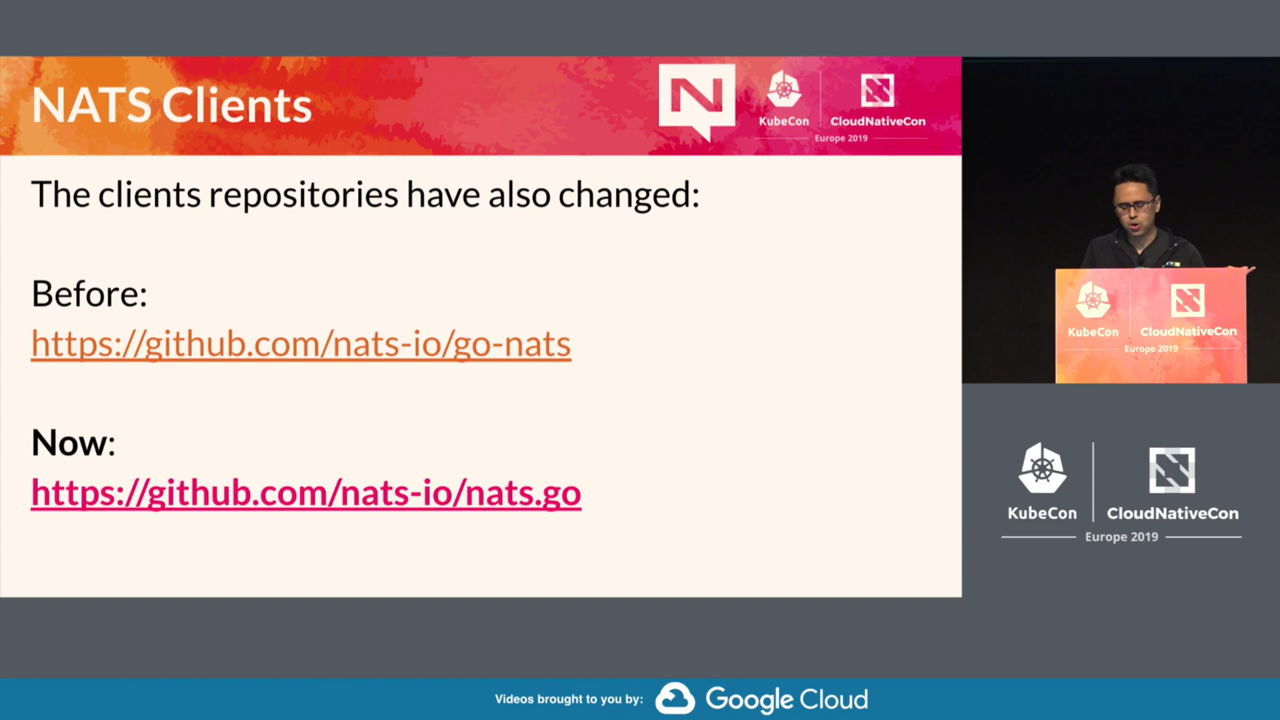 NATS Clients
N
KubeCon
CloudNativeCon
Europe 2019
The clients repositories have also changed:
Before:
https://github.com/nats-io/go-nats
Now:
https://github.com/nats-io/nats.go
KubeCon
CloudNativeCon
Europe 2019
KubeCon
CloudNativeCon
Europe 2019
Videos brought to you by:
Google Cloud